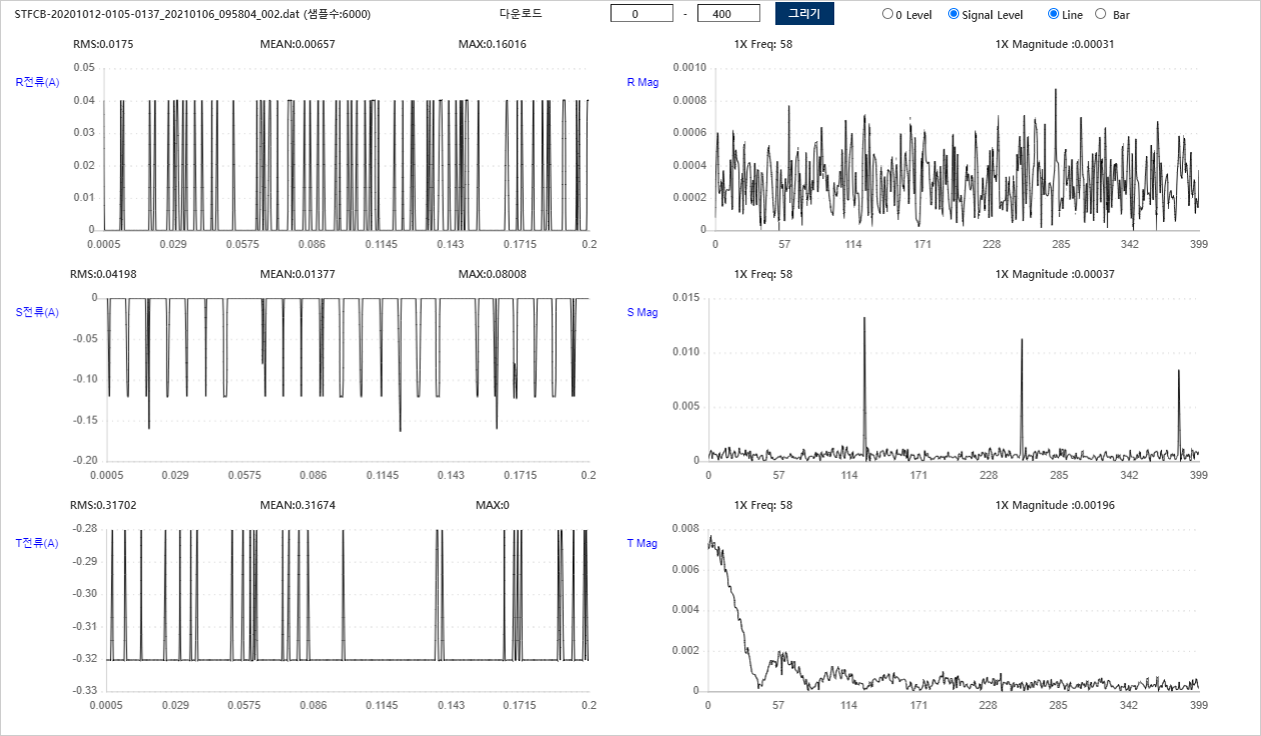 STFCB-20201012-0105-0137_20210106_095804_002.dat (샘플수:6000) 다운로드 0 - 400 그리기 0 Level Signal Level Line Bar
RMS:0.0175 MEAN:0.00657 MAX:0.16016 1X Freq: 58 1X Magnitude :0.00031
R전류(A)
0.05
0.04
0.03
0.02
0.01
0
0.0005 0.029 0.0575 0.086 0.1145 0.143 0.1715 0.2
R Mag
0.0010
0.0008
0.0006
0.0004
0.0002
0
0 57 114 171 228 285 342 399
RMS:0.04198 MEAN:0.01377 MAX:0.08008 1X Freq: 58 1X Magnitude :0.00037
S전류(A)
0
-0.05
-0.10
-0.15
-0.20
0.0005 0.029 0.0575 0.086 0.1145 0.143 0.1715 0.2
S Mag
0.015
0.010
0.005
0
0 57 114 171 228 285 342 399
RMS:0.31702 MEAN:0.31674 MAX:0 1X Freq: 58 1X Magnitude :0.00196
T전류(A)
-0.28
-0.29
-0.30
-0.31
-0.32
-0.33
0.0005 0.029 0.0575 0.086 0.1145 0.143 0.1715 0.2
T Mag
0.008
0.006
0.004
0.002
0
0 57 114 171 228 285 342 399